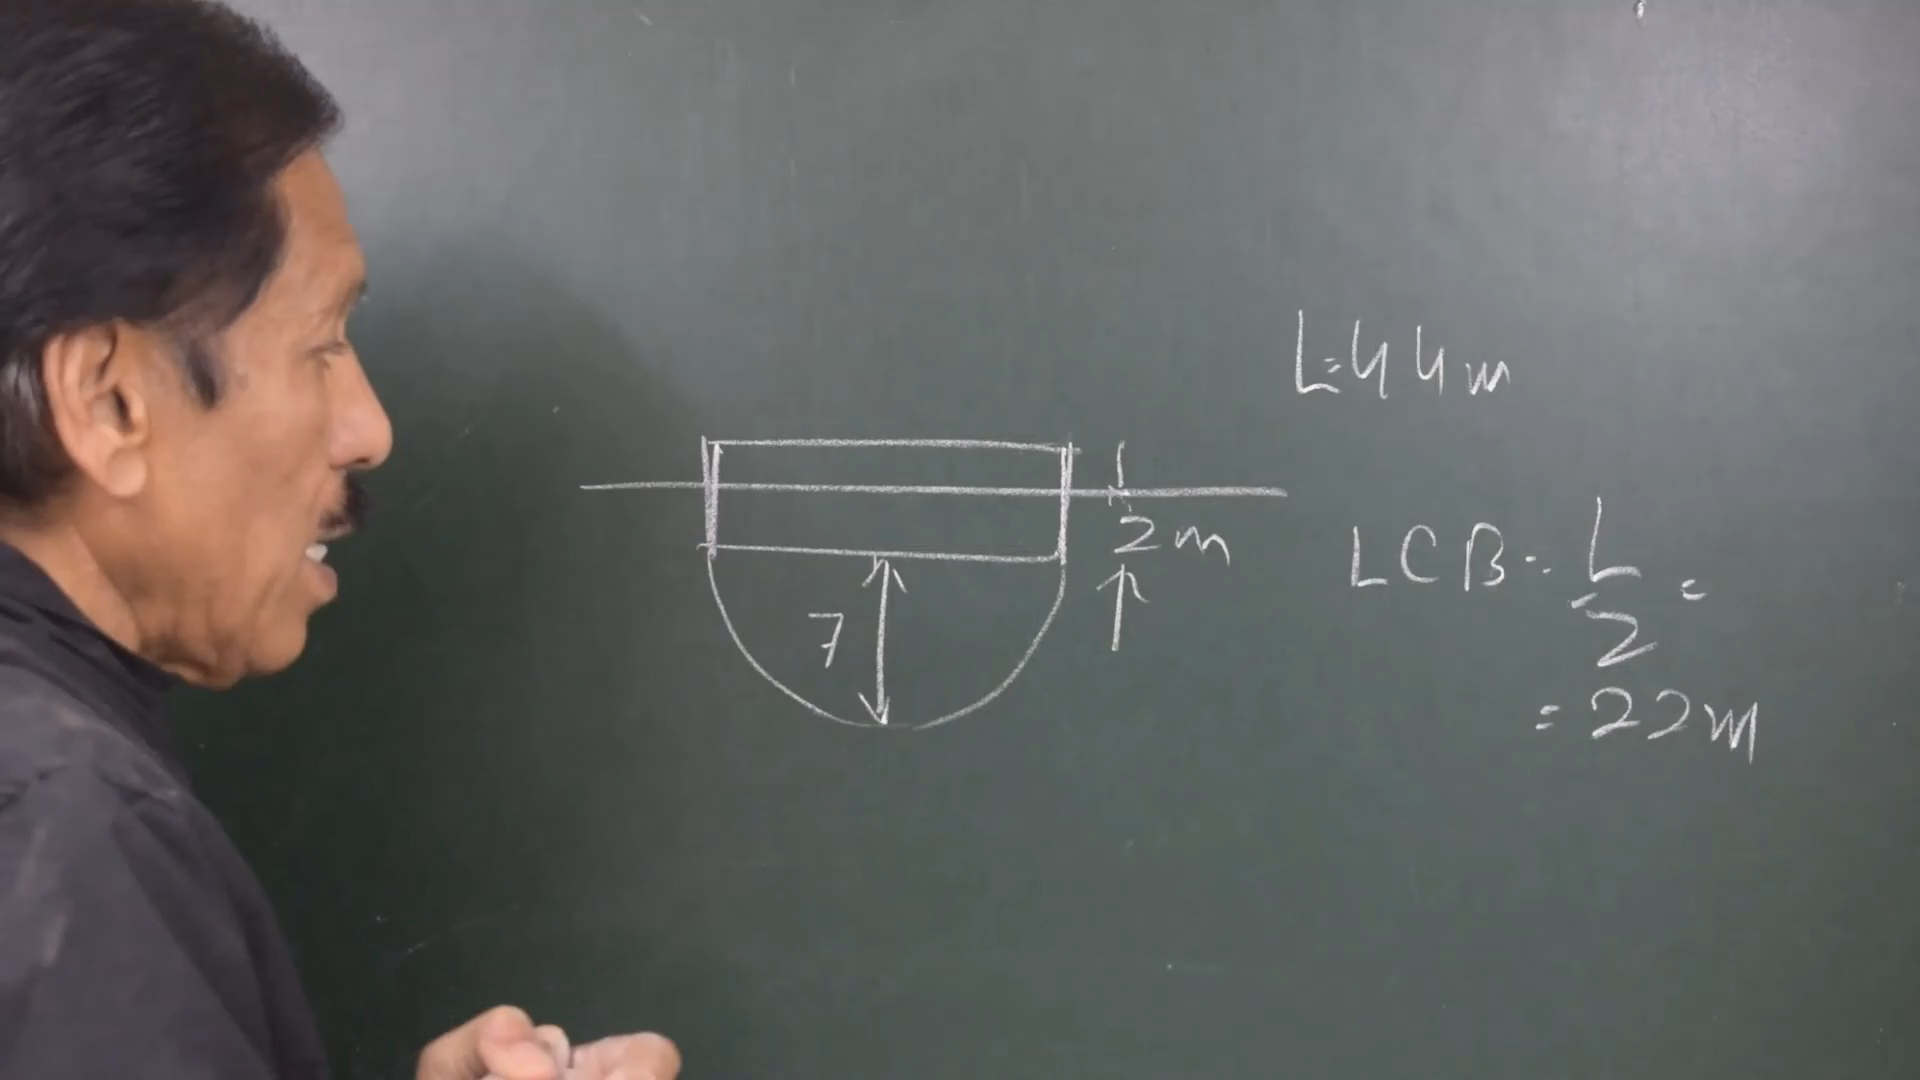 L=44m
2m
7
LCB = L/2 =
= 22m